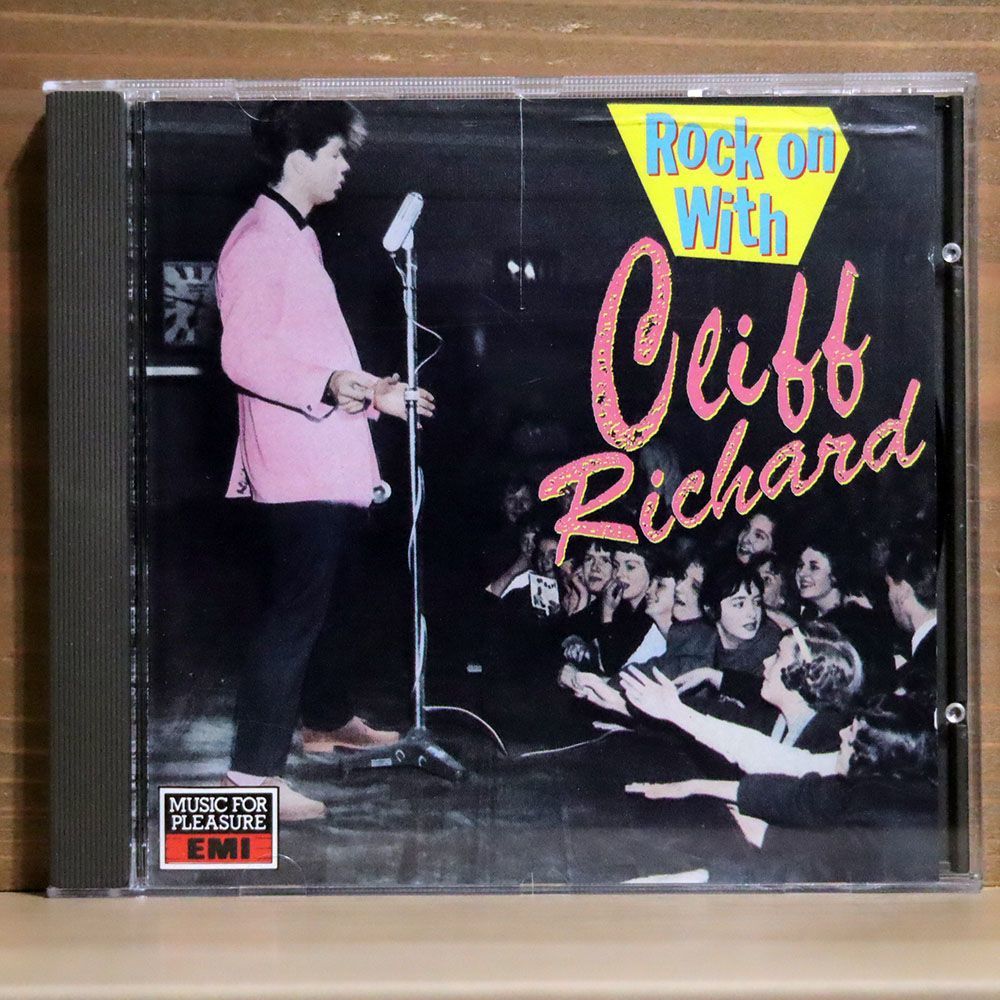 Rock on
With
Cliff
Richard
MUSIC FOR
PLEASURE
EMI